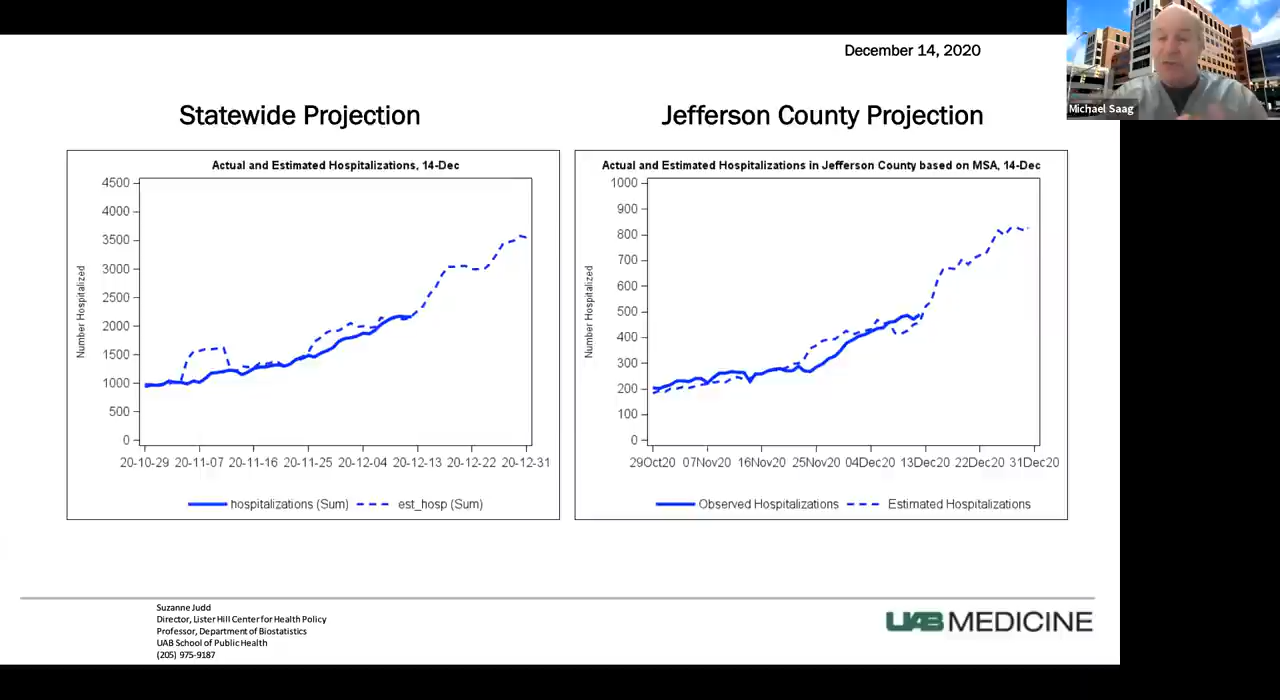 December 14, 2020
Michael Saag
Statewide Projection
Jefferson County Projection
Actual and Estimated Hospitalizations, 14-Dec
4500
4000
3500
3000
2500
2000
1500
1000
500
0
Number Hospitalized
20-10-29 20-11-07 20-11-16 20-11-25 20-12-04 20-12-13 20-12-22 20-12-31
hospitalizations (Sum) est_hosp (Sum)
Actual and Estimated Hospitalizations in Jefferson County based on MSA, 14-Dec
1000
900
800
700
600
500
400
300
200
100
0
Number Hospitalized
29Oct20 07Nov20 16Nov20 25Nov20 04Dec20 13Dec20 22Dec20 31Dec20
Observed Hospitalizations Estimated Hospitalizations
Suzanne Judd
Director, Lister Hill Center for Health Policy
Professor, Department of Biostatistics
UAB School of Public Health
(205) 975-9187
UAB MEDICINE